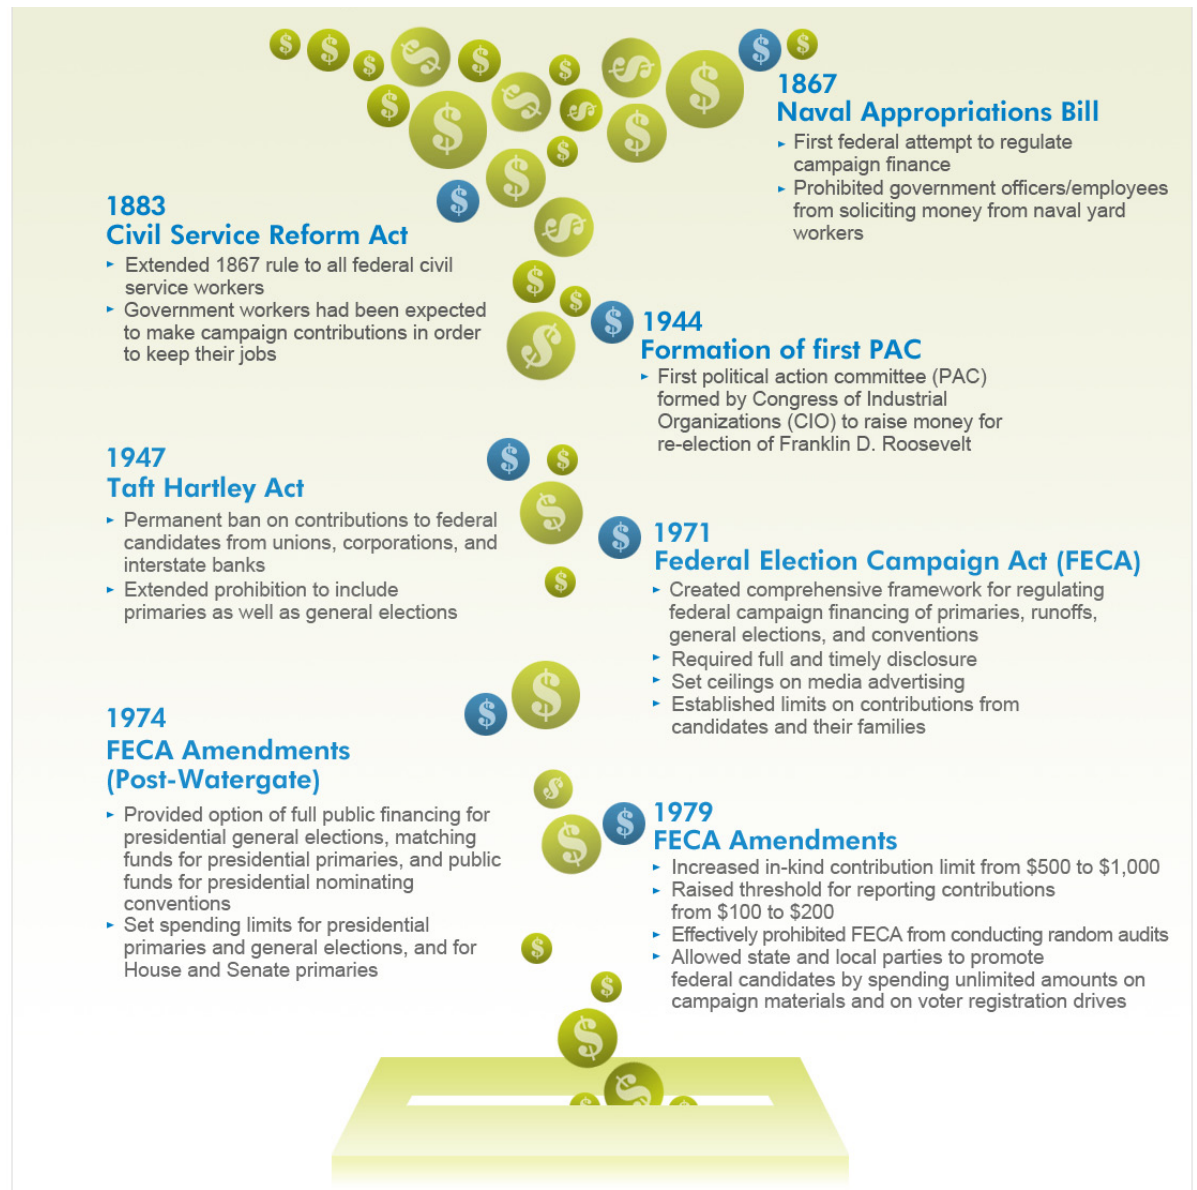 1867
Naval Appropriations Bill
First federal attempt to regulate
campaign finance
Prohibited government officers/employees
from soliciting money from naval yard
workers
1883
Civil Service Reform Act
Extended 1867 rule to all federal civil
service workers
Government workers had been expected
to make campaign contributions in order
to keep their jobs
1944
Formation of first PAC
First political action committee (PAC)
formed by Congress of Industrial
Organizations (CIO) to raise money for
re-election of Franklin D. Roosevelt
1947
Taft Hartley Act
Permanent ban on contributions to federal
candidates from unions, corporations, and
interstate banks
Extended prohibition to include
primaries as well as general elections
1971
Federal Election Campaign Act (FECA)
Created comprehensive framework for regulating
federal campaign financing of primaries, runoffs,
general elections, and conventions
Required full and timely disclosure
Set ceilings on media advertising
Established limits on contributions from
candidates and their families
1974
FECA Amendments
(Post-Watergate)
Provided option of full public financing for
presidential general elections, matching
funds for presidential primaries, and public
funds for presidential nominating
conventions
Set spending limits for presidential
primaries and general elections, and for
House and Senate primaries
1979
FECA Amendments
Increased in-kind contribution limit from $500 to $1,000
Raised threshold for reporting contributions
from $100 to $200
Effectively prohibited FECA from conducting random audits
Allowed state and local parties to promote
federal candidates by spending unlimited amounts on
campaign materials and on voter registration drives